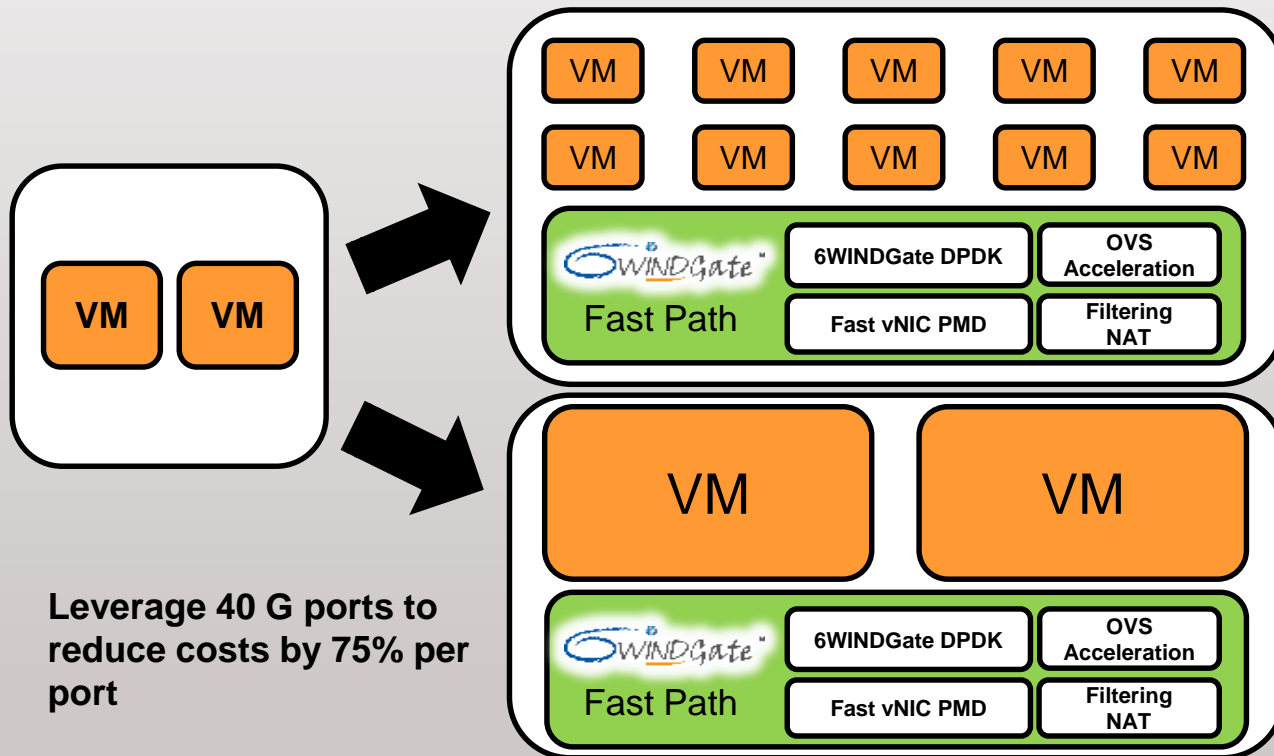 VM VM VM VM VM
VM VM VM VM VM
6WINDGate™
Fast Path
6WINDGate DPDK
OVS
Acceleration
Fast vNIC PMD
Filtering
NAT
VM VM
VM VM
6WINDGate™
Fast Path
6WINDGate DPDK
OVS
Acceleration
Fast vNIC PMD
Filtering
NAT
Leverage 40 G ports to
reduce costs by 75% per
port